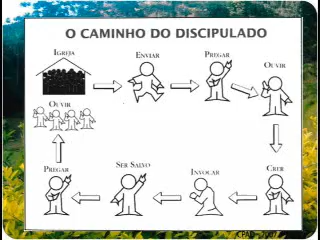 O CAMINHO DO DISCIPULADO
IGREJA
ENVIAR
PREGAR
OUVIR
CRER
INVOCAR
SER SALVO
PREGAR
OUVIR